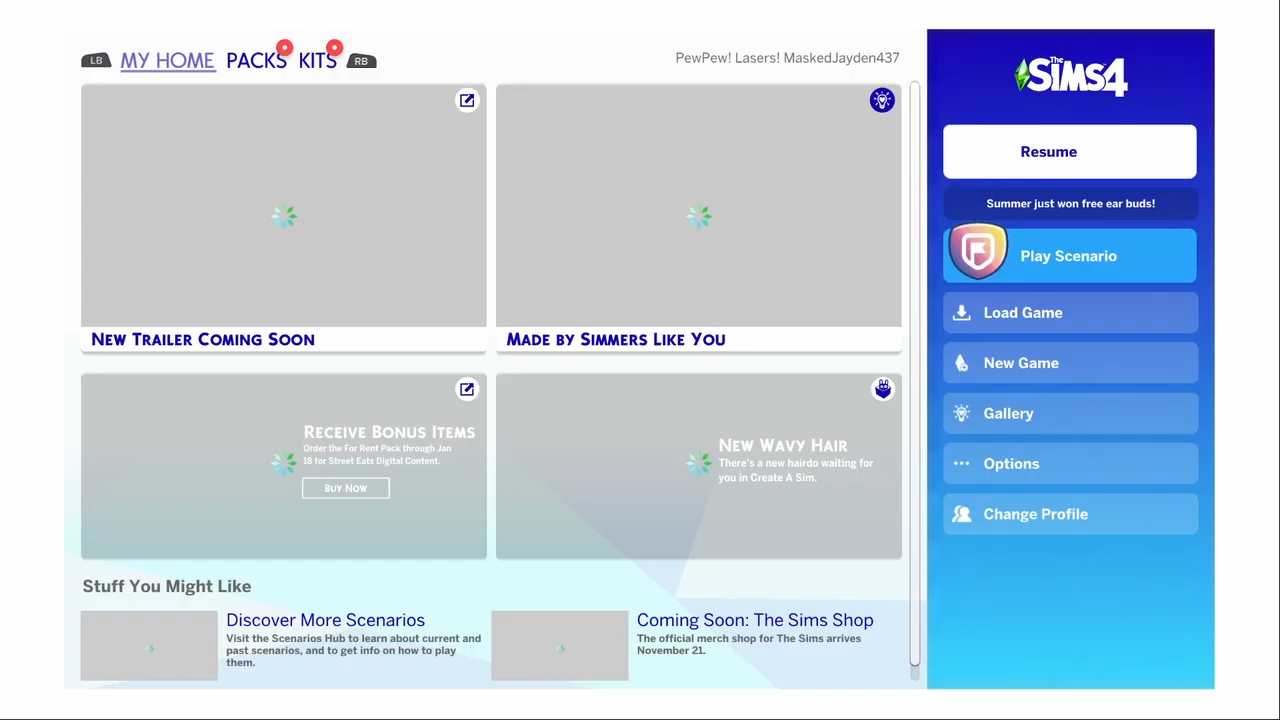 LB MY HOME PACKS KITS RB
PewPew! Lasers! MaskedJayden437
New Trailer Coming Soon
Made by Simmers Like You
Receive Bonus Items
Order the For Rent Pack through Jan
18 for Street Eats Digital Content.
Buy Now
New Wavy Hair
There's a new hairdo waiting for
you in Create A Sim.
Stuff You Might Like
Discover More Scenarios
Visit the Scenarios Hub to learn about current and
past scenarios, and to get info on how to play
them.
Coming Soon: The Sims Shop
The official merch shop for The Sims arrives
November 21.
The SIMS 4
Resume
Summer just won free ear buds!
Play Scenario
Load Game
New Game
Gallery
Options
Change Profile